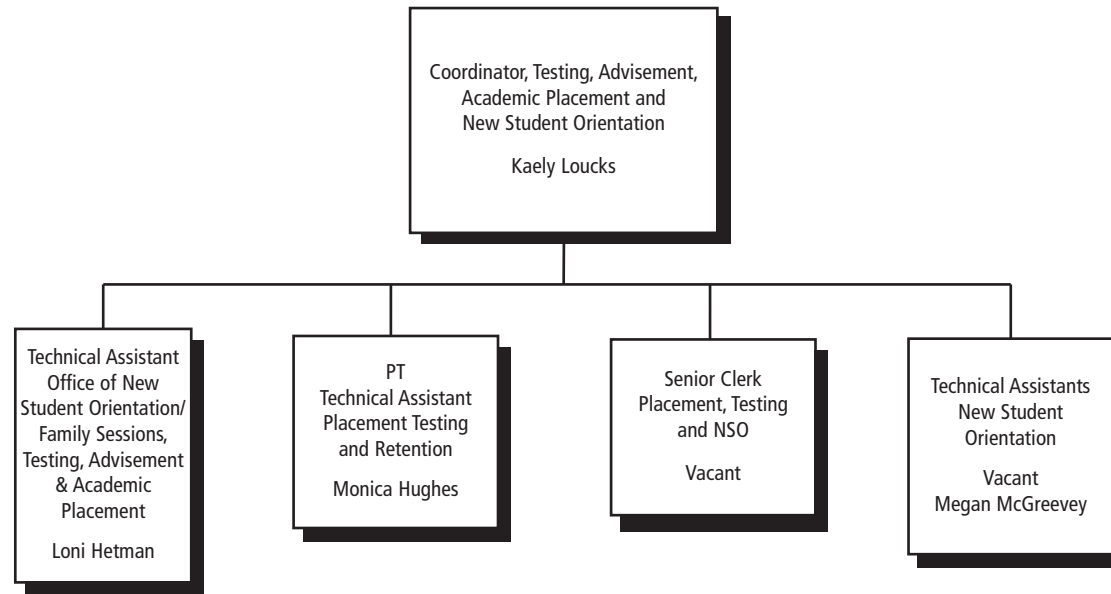 Coordinator, Testing, Advisement,
Academic Placement and
New Student Orientation
Kaely Loucks
Technical Assistant
Office of New
Student Orientation/
Family Sessions,
Testing, Advisement
& Academic
Placement
Loni Hetman
PT
Technical Assistant
Placement Testing
and Retention
Monica Hughes
Senior Clerk
Placement, Testing
and NSO
Vacant
Technical Assistants
New Student
Orientation
Vacant
Megan McGreevey